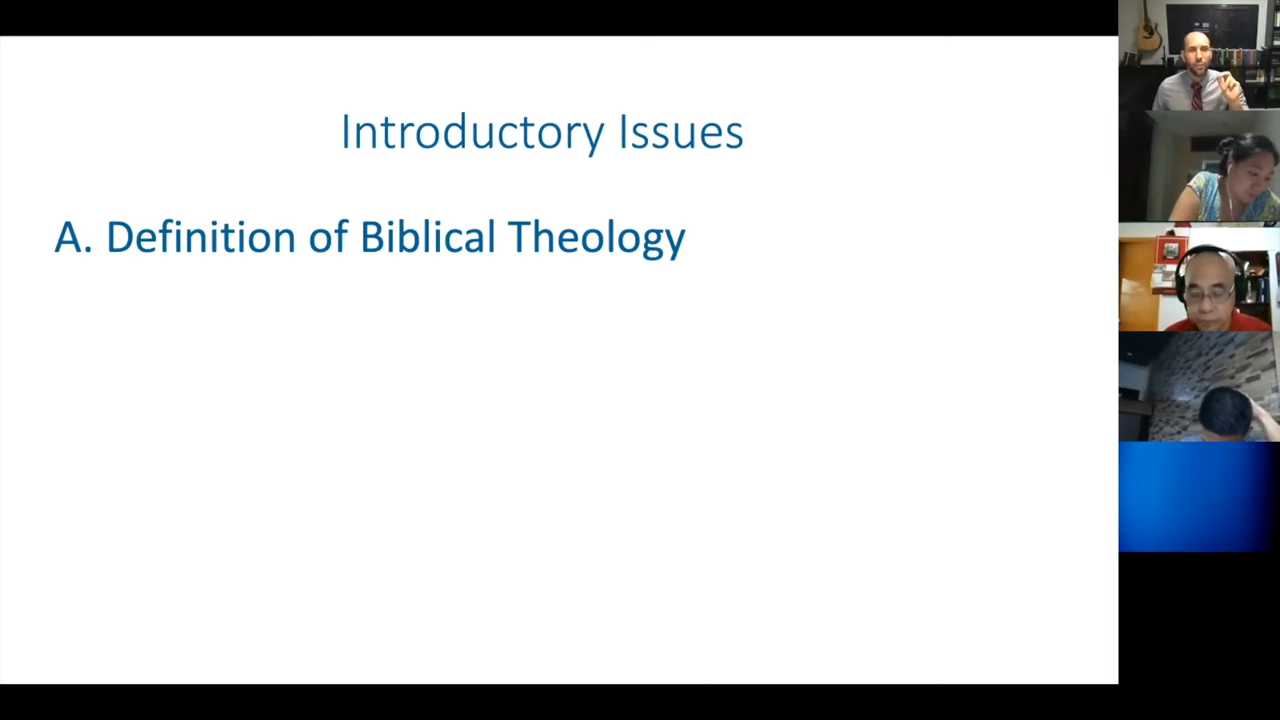 Introductory Issues
A. Definition of Biblical Theology